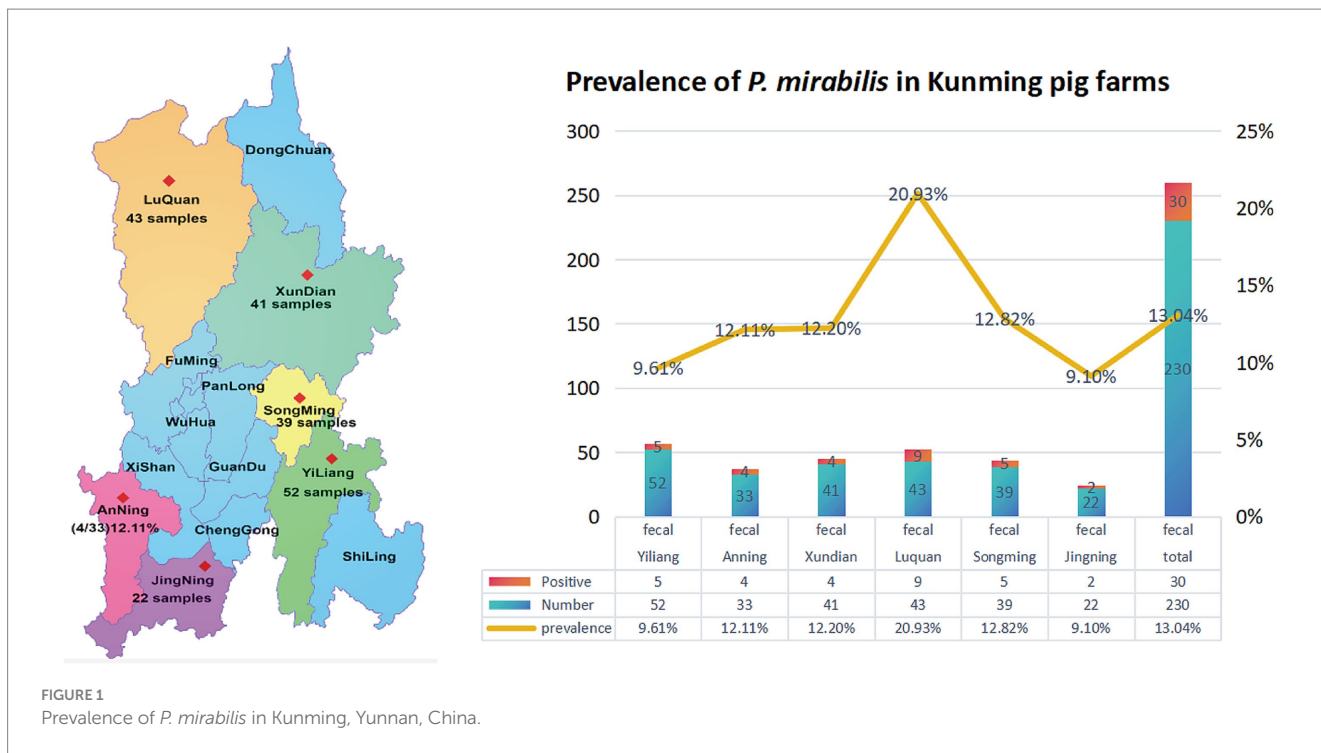 DongChuan
LuQuan
43 samples
XunDian
41 samples
FuMing
PanLong
SongMing
39 samples
WuHua
XiShan
GuanDu
YiLiang
52 samples
AnNing
(4/33)12.11%
ChengGong
ShiLing
JingNing
22 samples
Prevalence of P. mirabilis in Kunming pig farms
300
250
200
150
100
50
0
25%
20%
15%
10%
5%
0%
9.61%
12.11%
12.20%
20.93%
12.82%
9.10%
13.04%
5
4
4
9
5
2
30
52
33
41
43
39
22
230
fecal fecal fecal fecal fecal fecal fecal
Yiliang Anning Xundian Luquan Songming Jingning total
Positive 5 4 4 9 5 2 30
Number 52 33 41 43 39 22 230
prevalence 9.61% 12.11% 12.20% 20.93% 12.82% 9.10% 13.04%
FIGURE 1
Prevalence of P. mirabilis in Kunming, Yunnan, China.